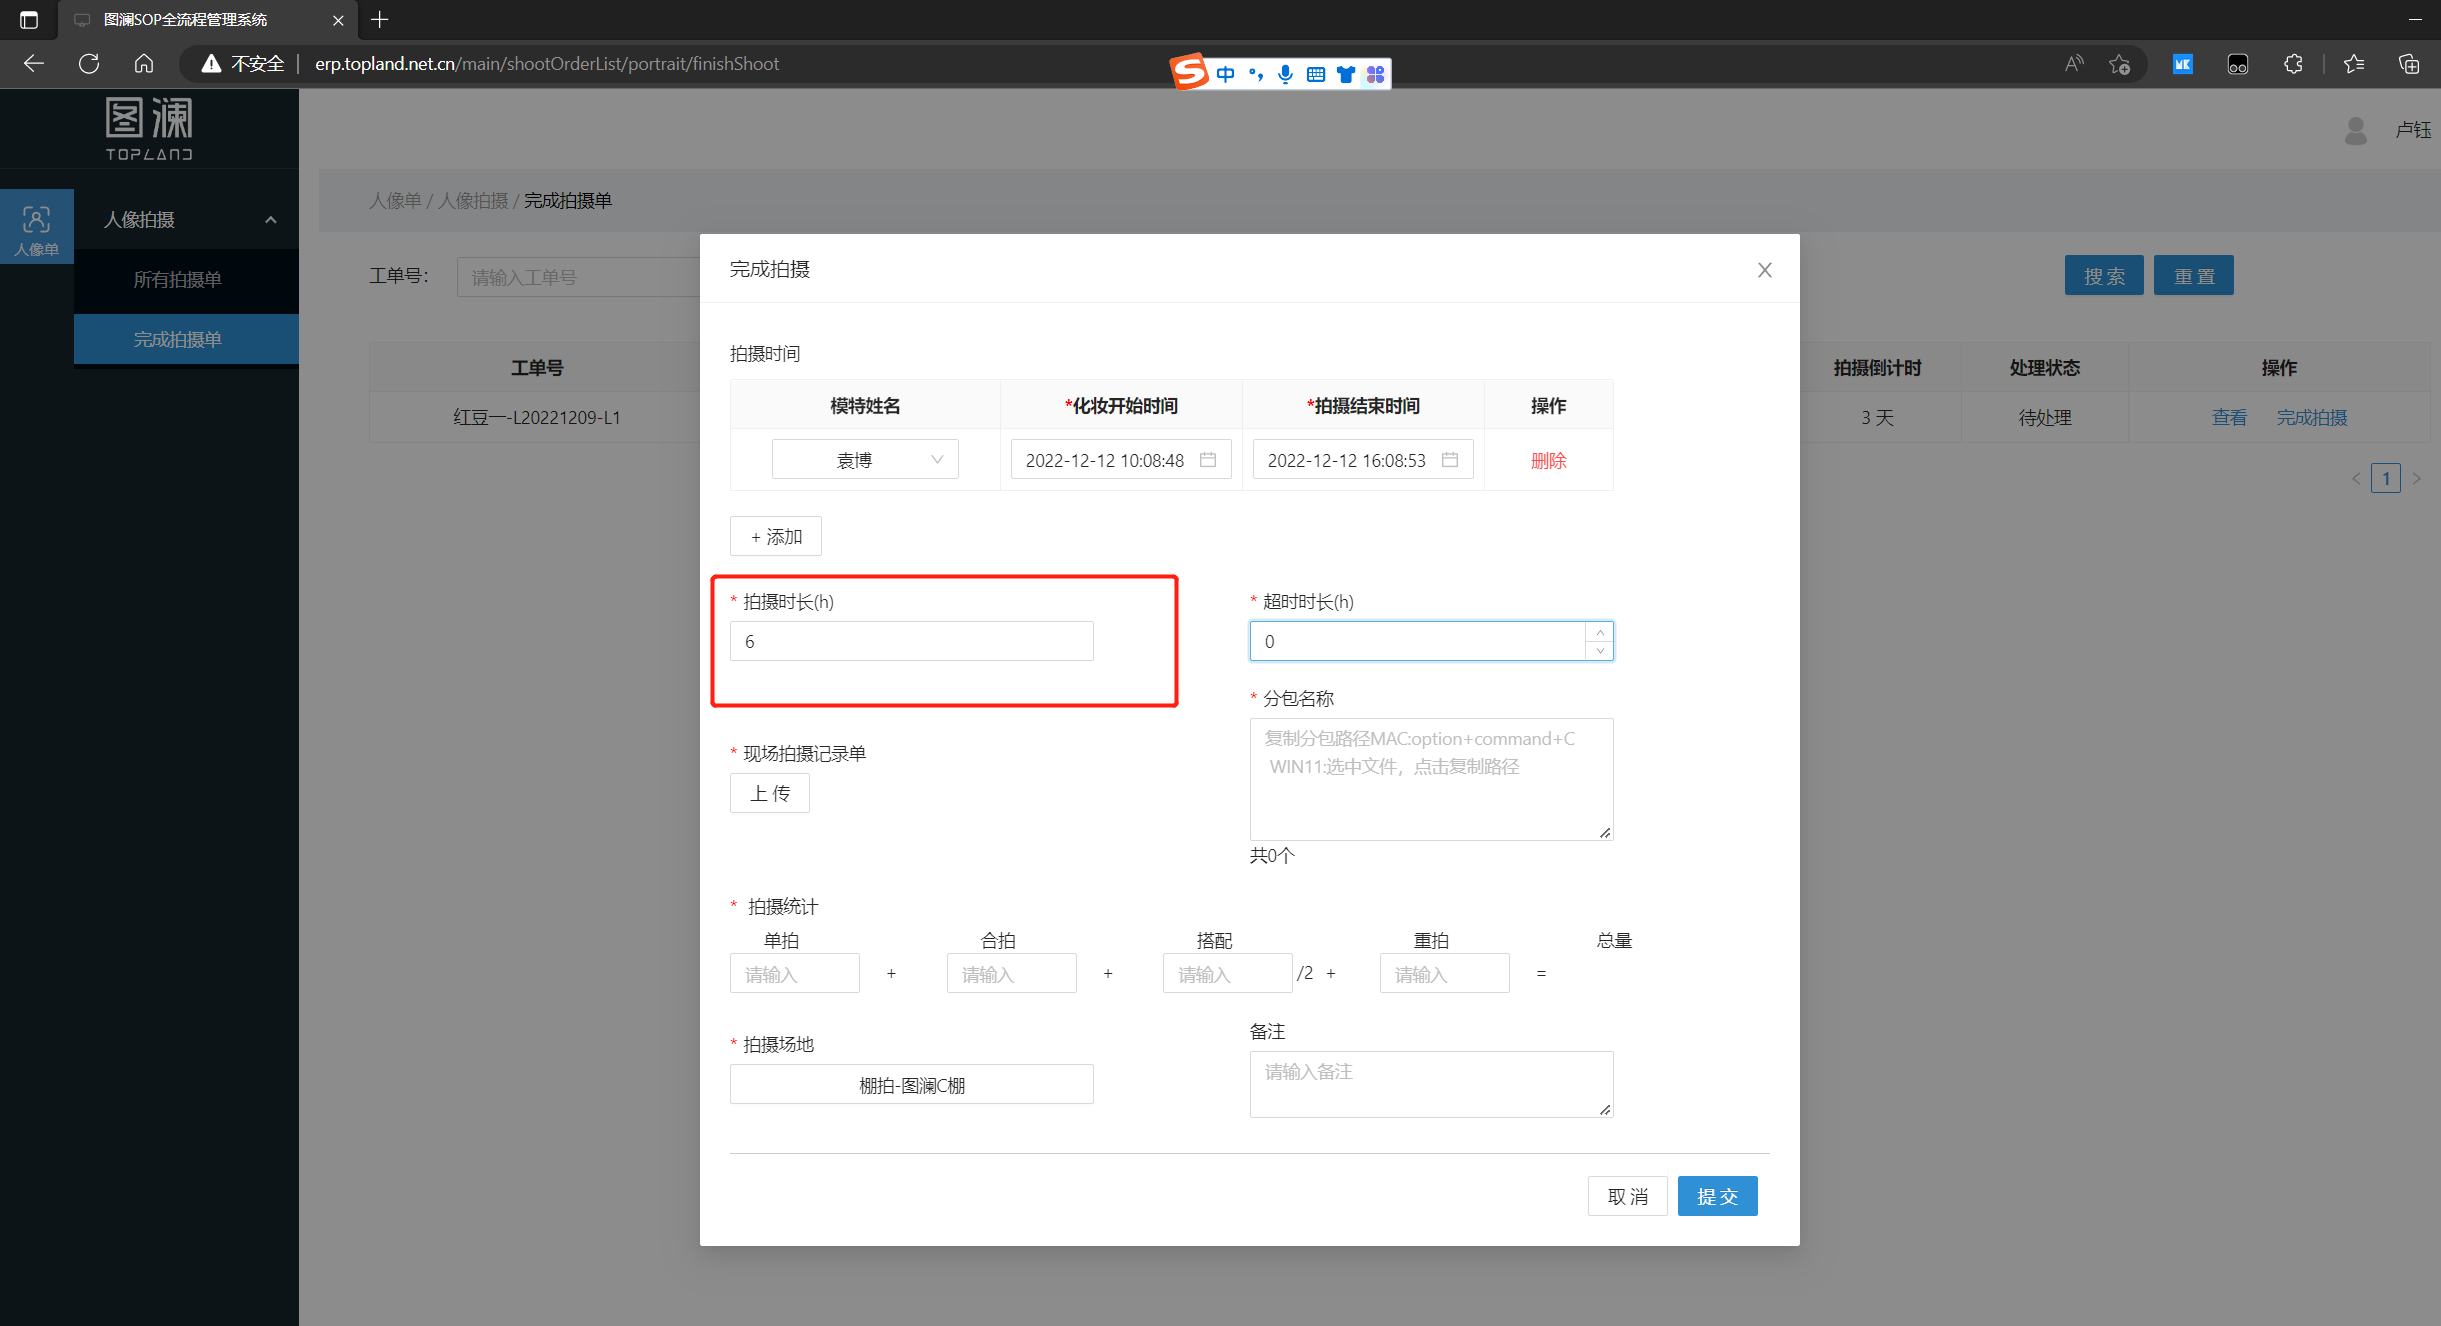 图澜SOP全流程管理系统
不安全 erp.topland.net.cn/main/shootOrderList/portrait/finishShoot
中
图澜
TOPLAND
卢钰
人像单
人像拍摄
所有拍摄单
完成拍摄单
人像单 / 人像拍摄 / 完成拍摄单
工单号: 请输入工单号 搜索 重置
工单号 拍摄倒计时 处理状态 操作
红豆一-L20221209-L1 3 天 待处理 查看 完成拍摄
1
完成拍摄
拍摄时间
模特姓名 *化妆开始时间 *拍摄结束时间 操作
袁博 2022-12-12 10:08:48 2022-12-12 16:08:53 删除
+ 添加
* 拍摄时长(h) * 超时时长(h)
6 0
* 分包名称
复制分包路径MAC:option+command+C
WIN11:选中文件，点击复制路径
共0个
* 现场拍摄记录单
上传
* 拍摄统计
单拍 合拍 搭配 重拍 总量
请输入 + 请输入 + 请输入 /2 + 请输入 =
* 拍摄场地 备注
棚拍-图澜C棚 请输入备注
取消 提交